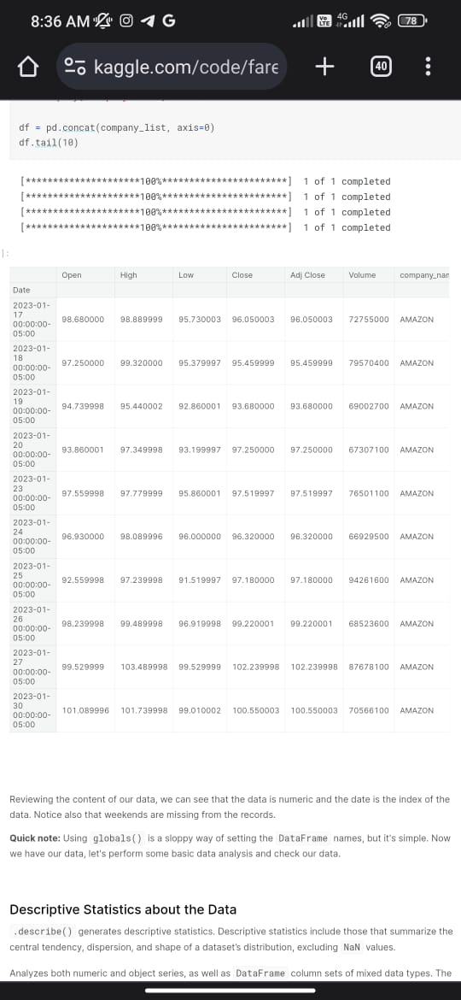 8:36 AM
Vo LTE 4G 78
kaggle.com/code/fare
40
df = pd.concat(company_list, axis=0)
df.tail(10)
[*********************100%***********************] 1 of 1 completed
[*********************100%***********************] 1 of 1 completed
[*********************100%***********************] 1 of 1 completed
[*********************100%***********************] 1 of 1 completed
]:
Open High Low Close Adj Close Volume company_nam
Date
2023-01-
17
00:00:00-
05:00
98.680000 98.889999 95.730003 96.050003 96.050003 72755000 AMAZON
2023-01-
18
00:00:00-
05:00
97.250000 99.320000 95.379997 95.459999 95.459999 79570400 AMAZON
2023-01-
19
00:00:00-
05:00
94.739998 95.440002 92.860001 93.680000 93.680000 69002700 AMAZON
2023-01-
20
00:00:00-
05:00
93.860001 97.349998 93.199997 97.250000 97.250000 67307100 AMAZON
2023-01-
23
00:00:00-
05:00
97.559998 97.779999 95.860001 97.519997 97.519997 76501100 AMAZON
2023-01-
24
00:00:00-
05:00
96.930000 98.089996 96.000000 96.320000 96.320000 66929500 AMAZON
2023-01-
25
00:00:00-
05:00
92.559998 97.239998 91.519997 97.180000 97.180000 94261600 AMAZON
2023-01-
26
00:00:00-
05:00
98.239998 99.489998 96.919998 99.220001 99.220001 68523600 AMAZON
2023-01-
27
00:00:00-
05:00
99.529999 103.489998 99.529999 102.239998 102.239998 87678100 AMAZON
2023-01-
30
00:00:00-
05:00
101.089996 101.739998 99.010002 100.550003 100.550003 70566100 AMAZON
Reviewing the content of our data, we can see that the data is numeric and the date is the index of the
data. Notice also that weekends are missing from the records.
Quick note: Using globals() is a sloppy way of setting the DataFrame names, but it's simple. Now
we have our data, let's perform some basic data analysis and check our data.
Descriptive Statistics about the Data
.describe() generates descriptive statistics. Descriptive statistics include those that summarize the
central tendency, dispersion, and shape of a dataset's distribution, excluding NaN values.
Analyzes both numeric and object series, as well as DataFrame column sets of mixed data types. The